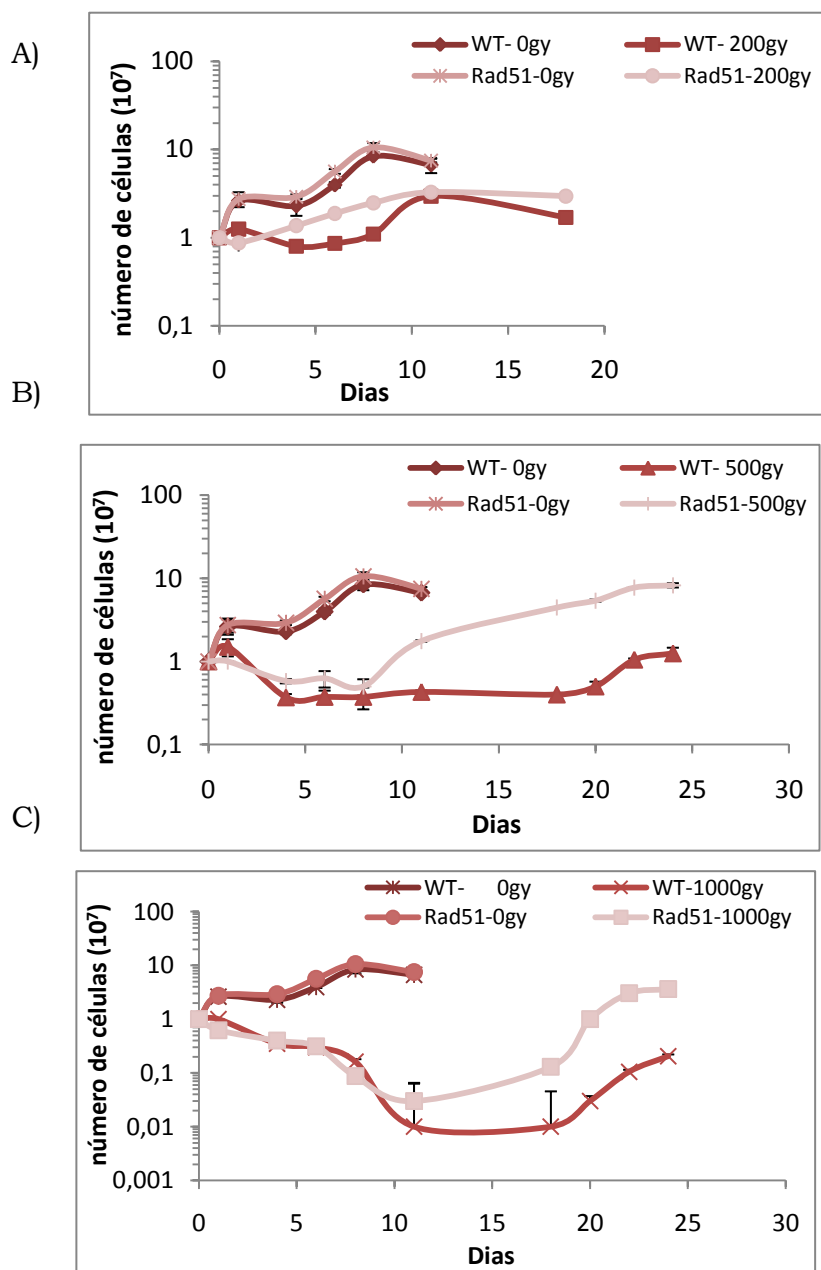 A)
WT- 0gy
WT- 200gy
Rad51-0gy
Rad51-200gy
número de células (10⁷)
100
10
1
0,1
0
5
10
15
20
Dias
B)
WT- 0gy
WT- 500gy
Rad51-0gy
Rad51-500gy
número de células (10⁷)
100
10
1
0,1
0
5
10
15
20
25
30
Dias
C)
WT- 0gy
WT-1000gy
Rad51-0gy
Rad51-1000gy
número de células (10⁷)
100
10
1
0,1
0,01
0,001
0
5
10
15
20
25
30
Dias